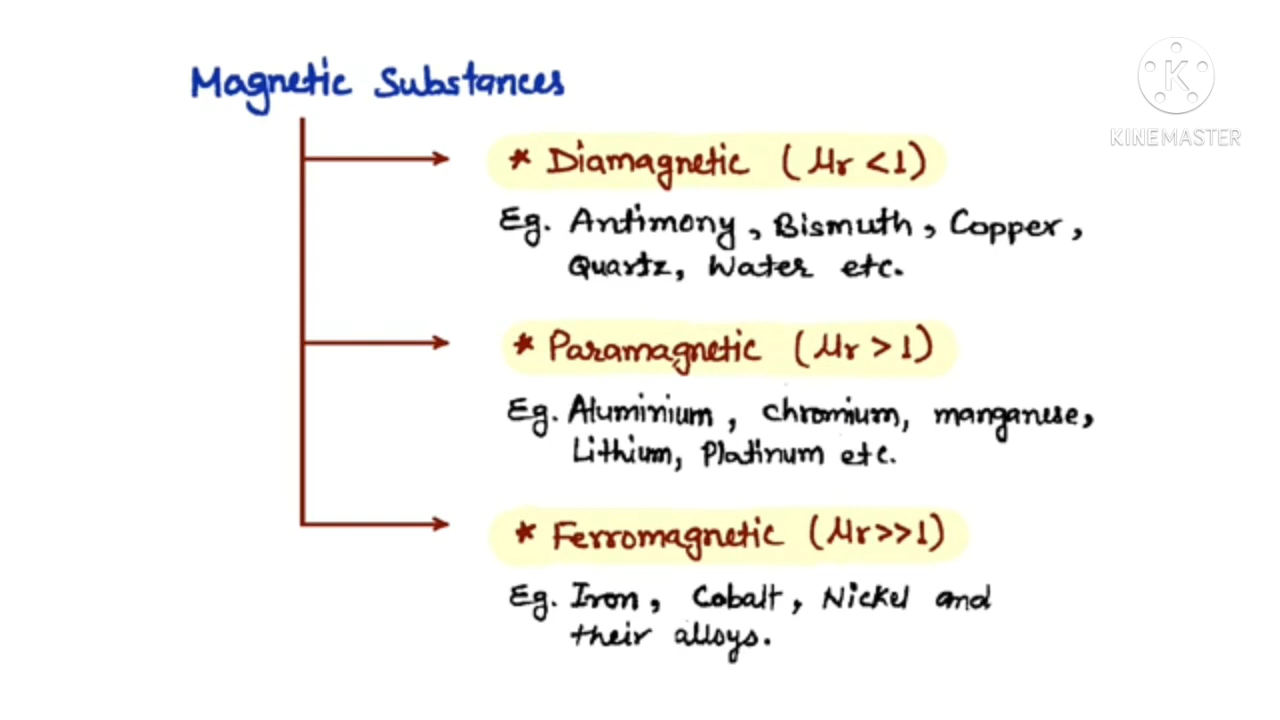 Magnetic Substances
K
KINEMASTER
* Diamagnetic (μr < 1)
Eg. Antimony, Bismuth, Copper,
Quartz, Water etc.
* Paramagnetic (μr > 1)
Eg. Aluminium, chromium, manganese,
Lithium, Platinum etc.
* Ferromagnetic (μr >> 1)
Eg. Iron, Cobalt, Nickel and
their alloys.